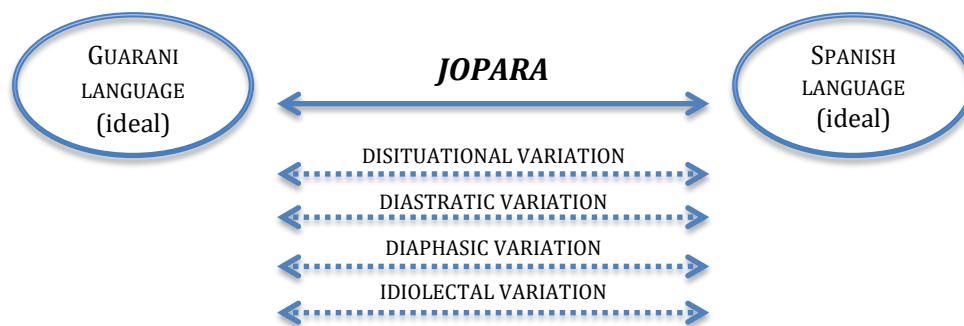 GUARANI
LANGUAGE
(ideal)
JOPARA
SPANISH
LANGUAGE
(ideal)
DISITUATIONAL VARIATION
DIASTRATIC VARIATION
DIAPHASIC VARIATION
IDIOLECTAL VARIATION